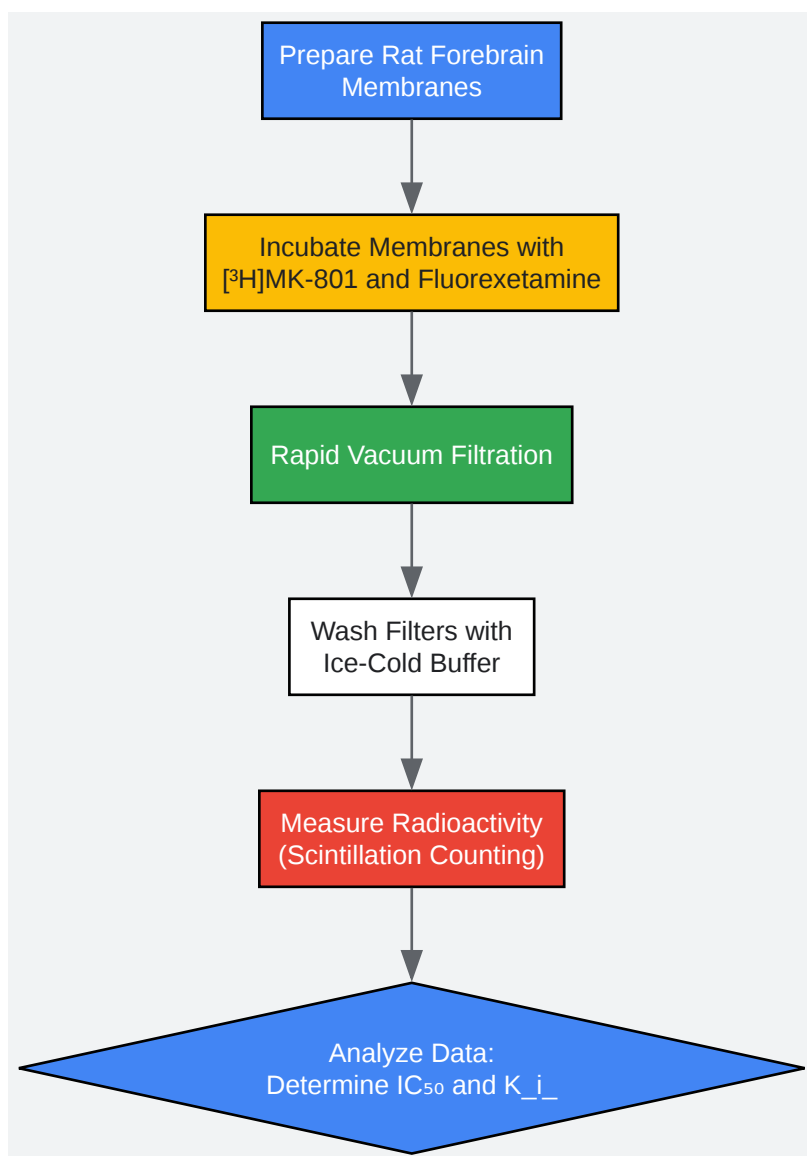 Prepare Rat Forebrain
Membranes
Incubate Membranes with
[³H]MK-801 and Fluorexetamine
Rapid Vacuum Filtration
Wash Filters with
Ice-Cold Buffer
Measure Radioactivity
(Scintillation Counting)
Analyze Data:
Determine IC₅₀ and K_i_